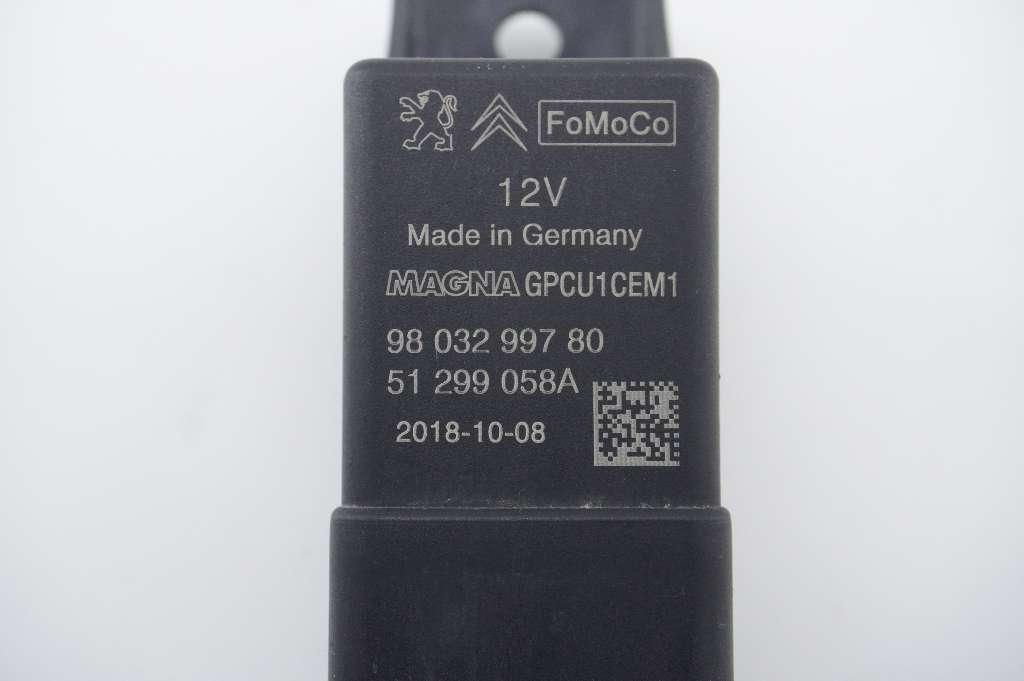 FoMoCo
12V
Made in Germany
MAGNA GPCU1CEM1
98 032 997 80
51 299 058A
2018-10-08